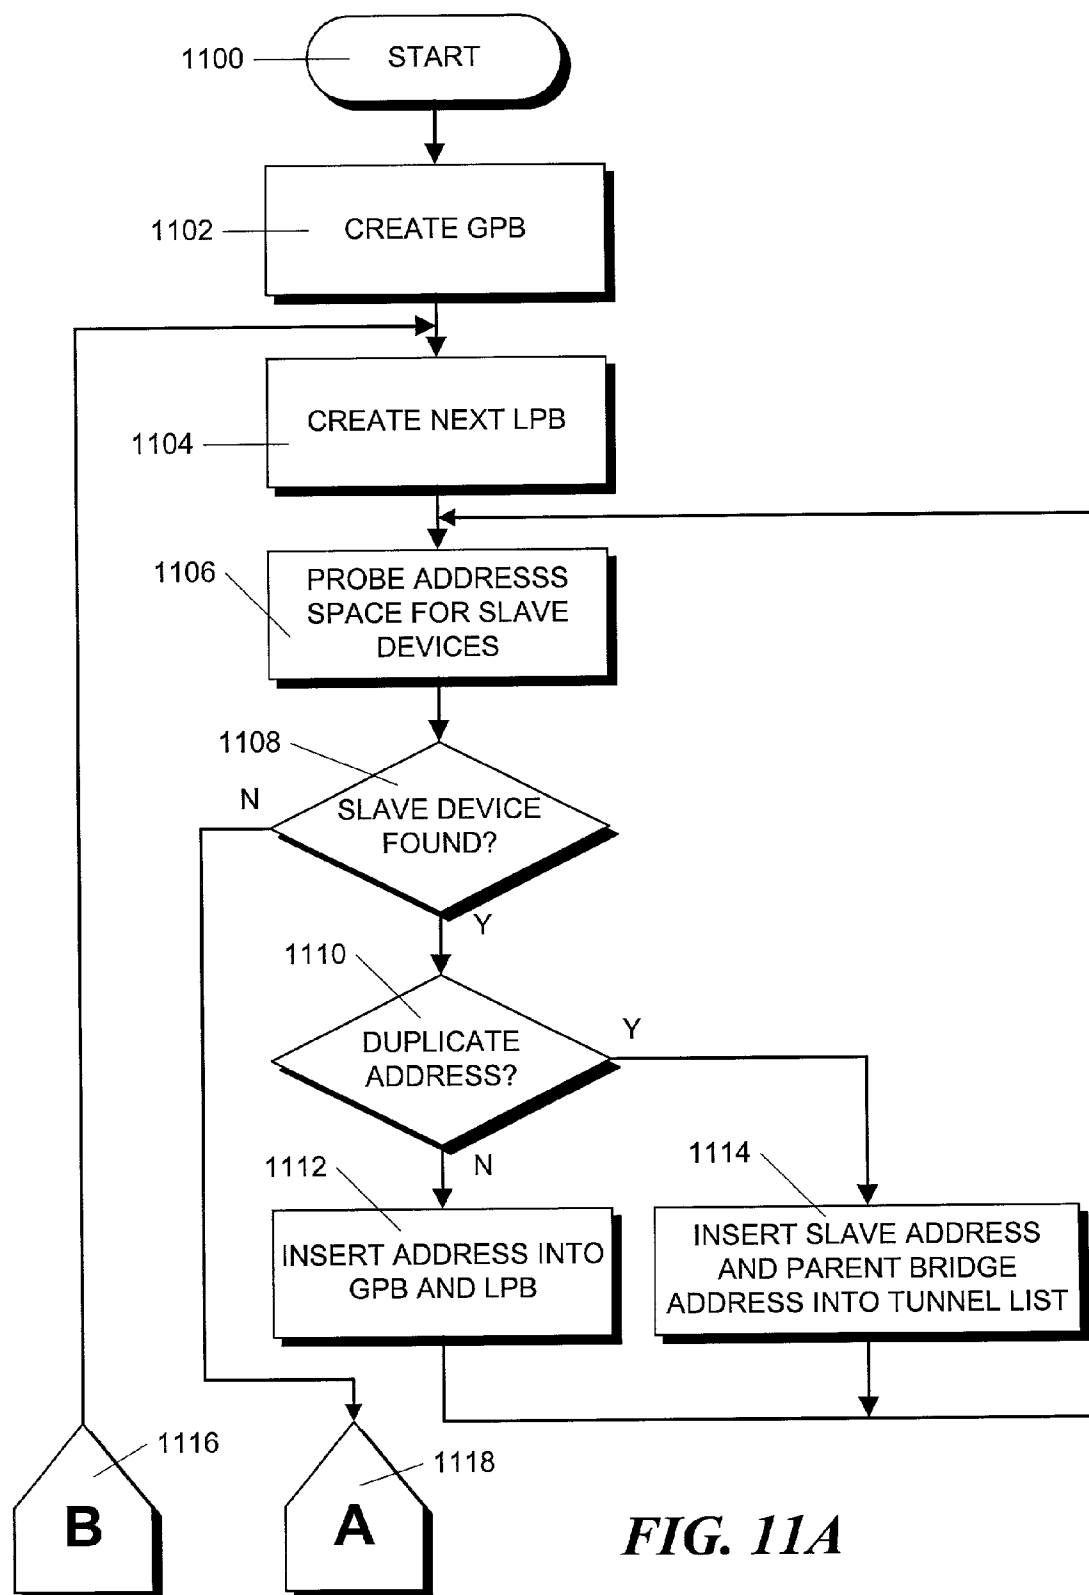 1100
START
1102
CREATE GPB
1104
CREATE NEXT LPB
1106
PROBE ADDRESSS
SPACE FOR SLAVE
DEVICES
1108
N
SLAVE DEVICE
FOUND?
Y
1110
DUPLICATE
ADDRESS?
Y
N
1112
INSERT ADDRESS INTO
GPB AND LPB
1114
INSERT SLAVE ADDRESS
AND PARENT BRIDGE
ADDRESS INTO TUNNEL LIST
1116
B
1118
A
FIG. 11A